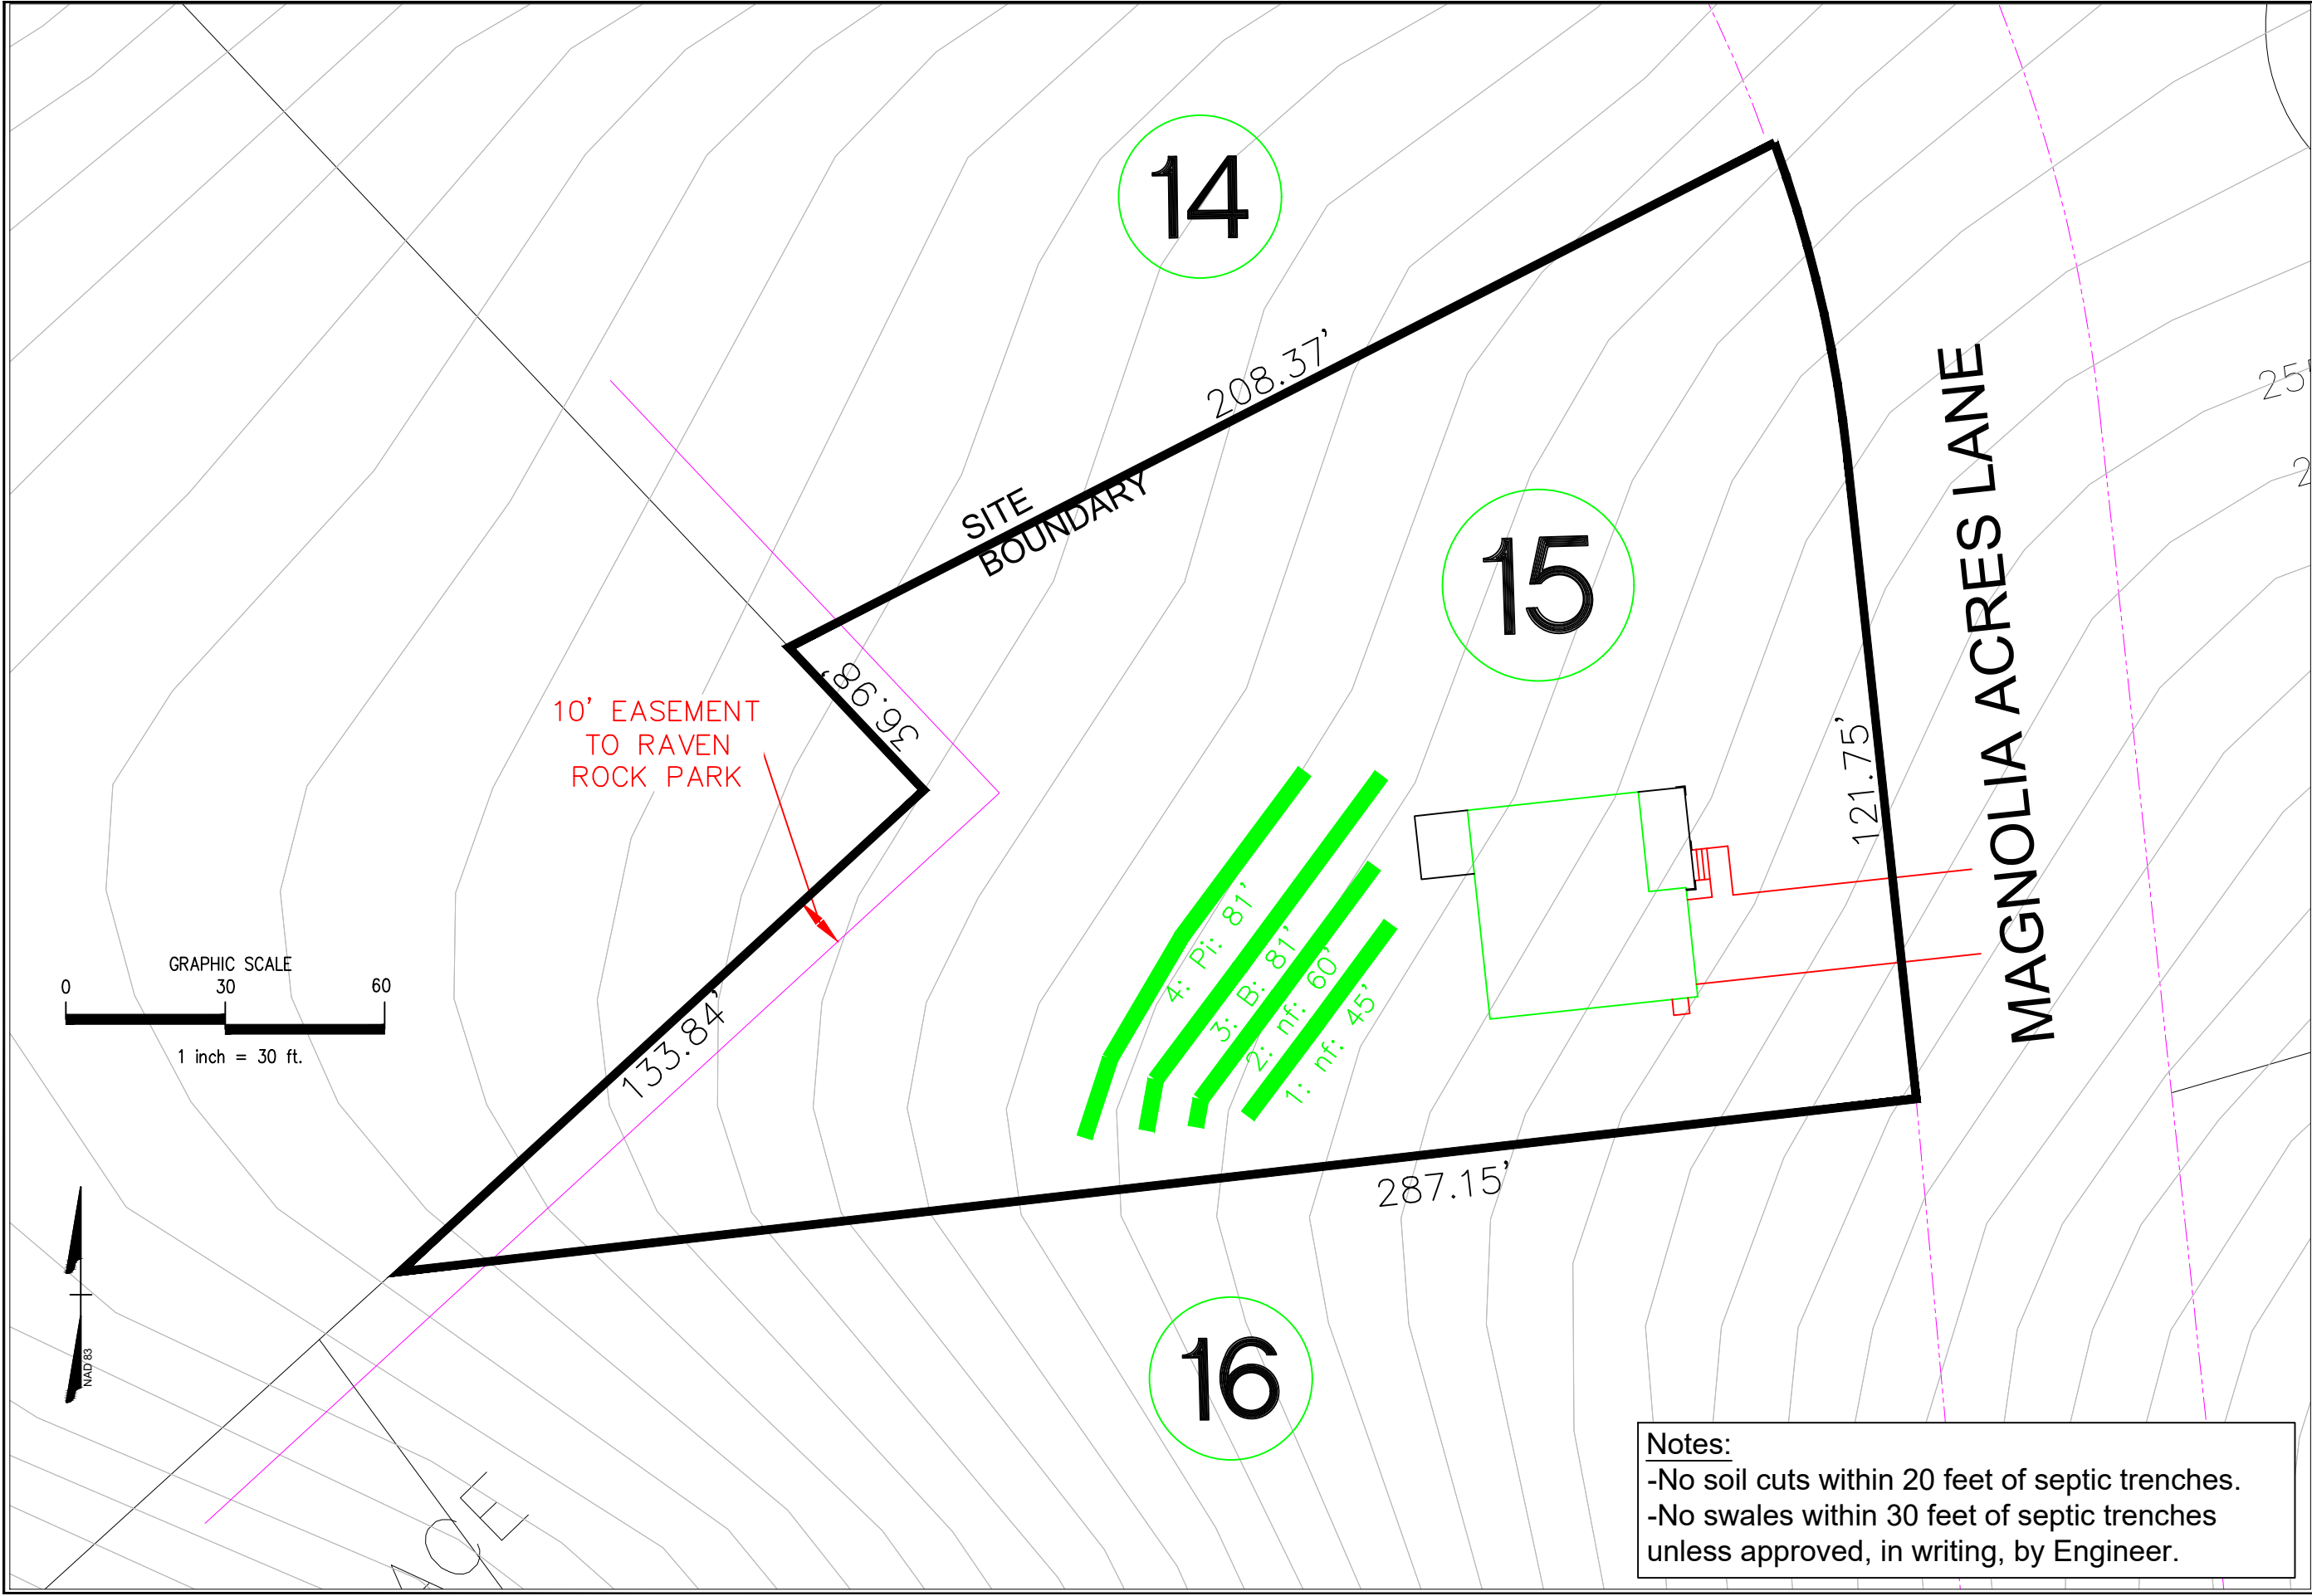 14
208.37'
SITE
BOUNDARY
15
36.98'
10' EASEMENT
TO RAVEN
ROCK PARK
MAGNOLIA ACRES LANE
121.75'
4: Pi: 81'
3: B: 81'
2: nf: 60'
1: nf: 45'
GRAPHIC SCALE
0 30 60
1 inch = 30 ft.
133.84'
287.15'
NAD 83
16
Notes:
-No soil cuts within 20 feet of septic trenches.
-No swales within 30 feet of septic trenches
unless approved, in writing, by Engineer.